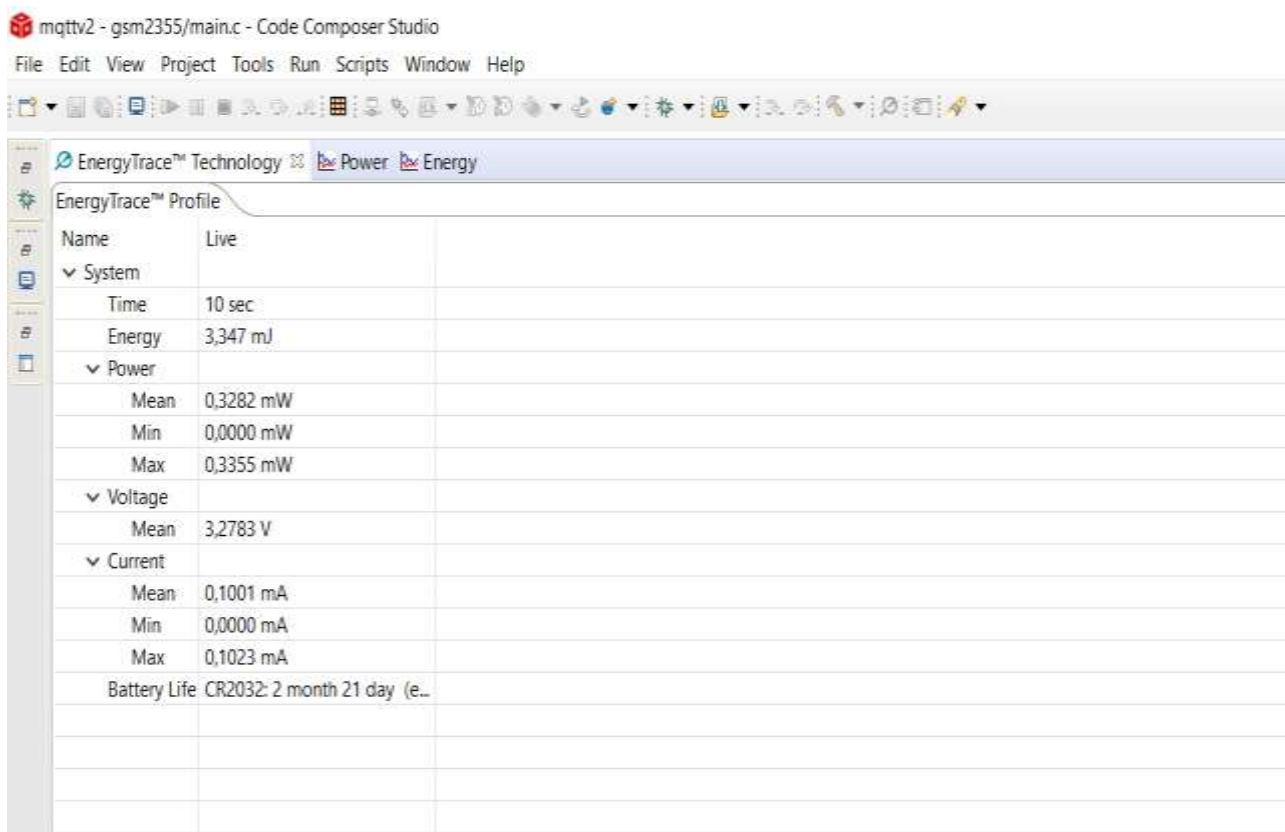 mqttv2 - gsm2355/main.c - Code Composer Studio
File Edit View Project Tools Run Scripts Window Help
EnergyTrace™ Technology Power Energy
EnergyTrace™ Profile
Name Live
System
Time 10 sec
Energy 3,347 mJ
Power
Mean 0,3282 mW
Min 0,0000 mW
Max 0,3355 mW
Voltage
Mean 3,2783 V
Current
Mean 0,1001 mA
Min 0,0000 mA
Max 0,1023 mA
Battery Life CR2032: 2 month 21 day (e...